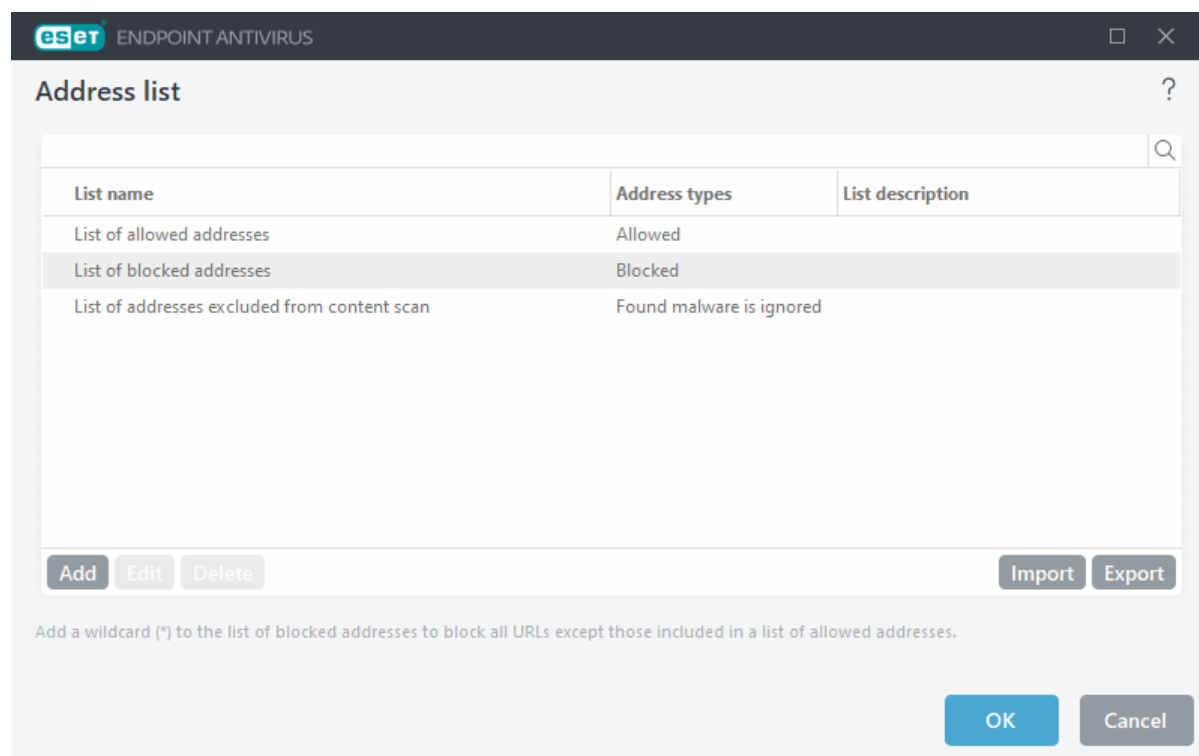 eset ENDPOINT ANTIVIRUS
Address list
?
List name Address types List description
List of allowed addresses Allowed
List of blocked addresses Blocked
List of addresses excluded from content scan Found malware is ignored
Add Edit Delete Import Export
Add a wildcard (*) to the list of blocked addresses to block all URLs except those included in a list of allowed addresses.
OK Cancel